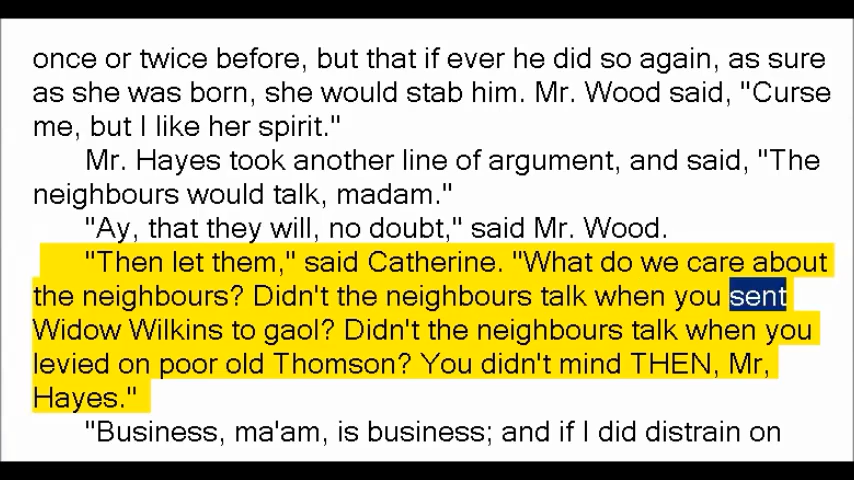 once or twice before, but that if ever he did so again, as sure
as she was born, she would stab him. Mr. Wood said, "Curse
me, but I like her spirit."
Mr. Hayes took another line of argument, and said, "The
neighbours would talk, madam."
"Ay, that they will, no doubt," said Mr. Wood.
"Then let them," said Catherine. "What do we care about
the neighbours? Didn't the neighbours talk when you sent
Widow Wilkins to gaol? Didn't the neighbours talk when you
levied on poor old Thomson? You didn't mind THEN, Mr,
Hayes."
"Business, ma'am, is business; and if I did distrain on